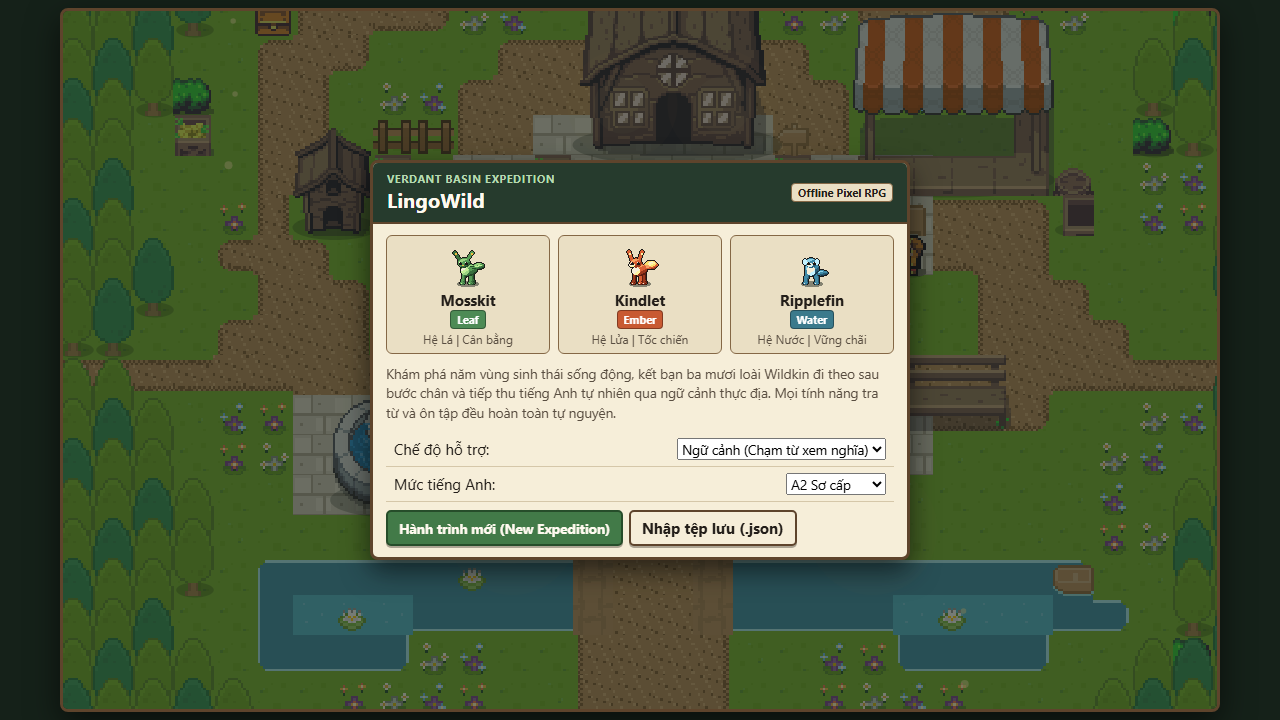 VERDANT BASIN EXPEDITION
LingoWild
Offline Pixel RPG
Mosskit
Leaf
Hệ Lá | Cân bằng
Kindlet
Ember
Hệ Lửa | Tốc chiến
Ripplefin
Water
Hệ Nước | Vững chãi
Khám phá năm vùng sinh thái sống động, kết bạn ba mươi loài Wildkin đi theo sau
bước chân và tiếp thu tiếng Anh tự nhiên qua ngữ cảnh thực địa. Mọi tính năng tra
từ và ôn tập đều hoàn toàn tự nguyện.
Chế độ hỗ trợ:
Ngữ cảnh (Chạm từ xem nghĩa)
Mức tiếng Anh:
A2 Sơ cấp
Hành trình mới (New Expedition)
Nhập tệp lưu (.json)